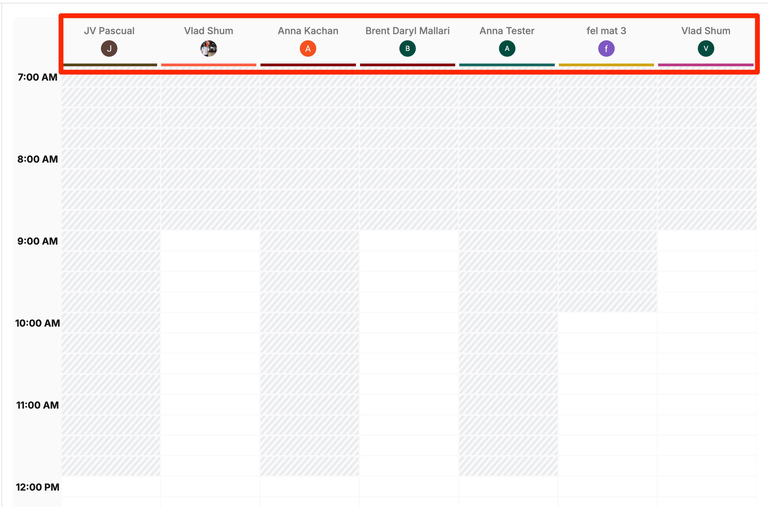 JV Pascual Vlad Shum Anna Kachan Brent Daryl Mallari Anna Tester fel mat 3 Vlad Shum
J A B A f V
7:00 AM
8:00 AM
9:00 AM
10:00 AM
11:00 AM
12:00 PM